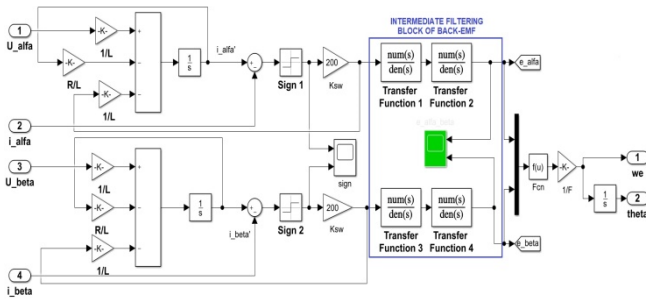 INTERMEDIATE FILTERING
BLOCK OF BACK-EMF
1
U_alfa
-K-
1/L
-K-
R/L
-K-
1/L
+
−
−
1
s
i_alfa'
+
−
Sign 1
200
Ksw
num(s)
den(s)
Transfer
Function 1
num(s)
den(s)
Transfer
Function 2
e_alfa
2
i_alfa
3
U_beta
-K-
1/L
-K-
R/L
-K-
1/L
+
−
−
1
s
i_beta'
+
−
Sign 2
200
Ksw
sign
e_alfa_beta
num(s)
den(s)
Transfer
Function 3
num(s)
den(s)
Transfer
Function 4
e_beta
f(u)
Fcn
-K-
1/F
1
we
1
s
2
theta
4
i_beta